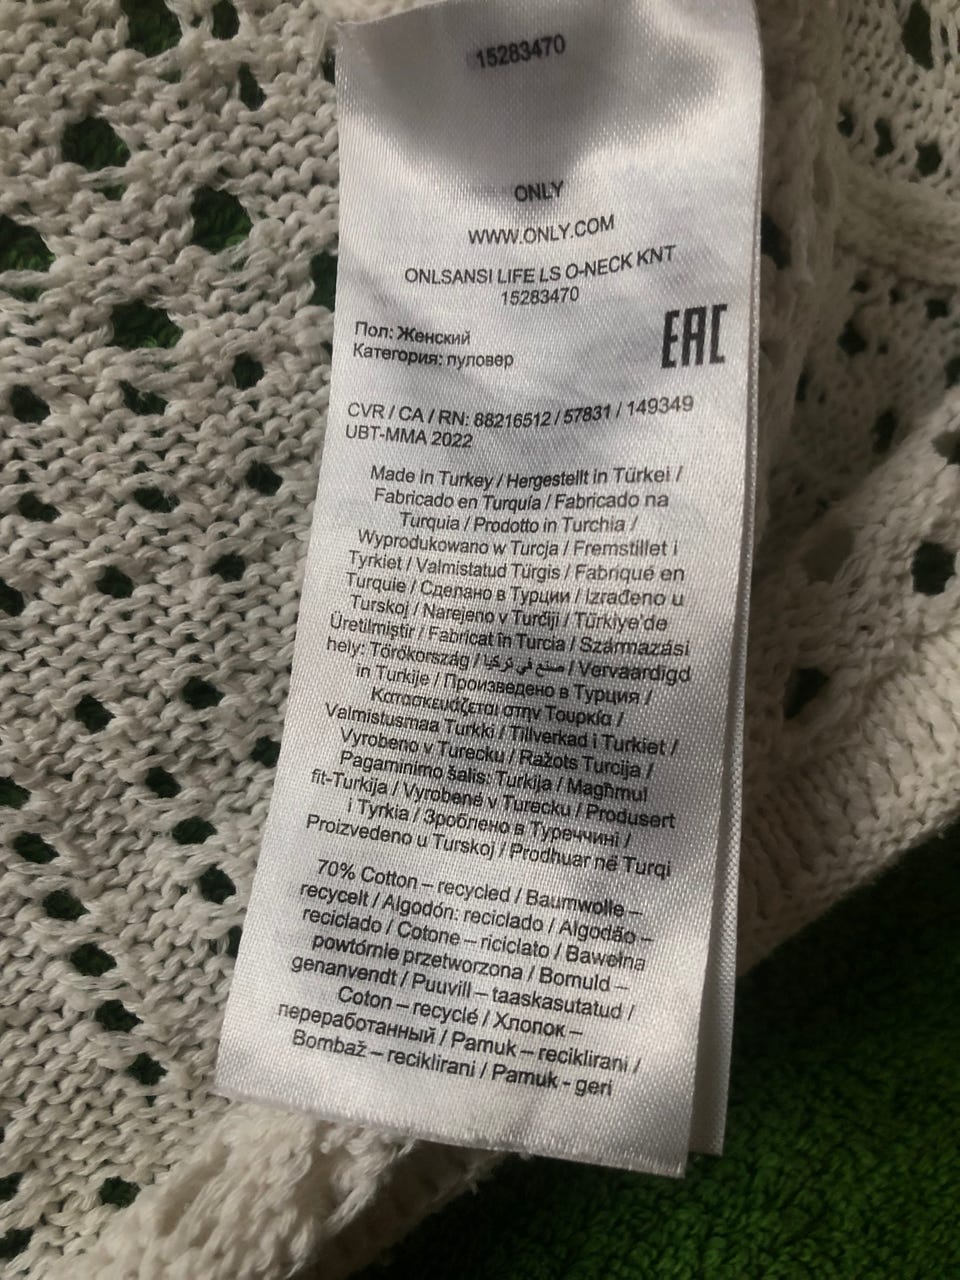 15283470
ONLY
WWW.ONLY.COM
ONLSANSI LIFE LS O-NECK KNT
15283470
Пол: Женский
Категория: пуловер
EAC
CVR / CA / RN: 88216512 / 57831 / 149349
UBT-MMA 2022
Made in Turkey / Hergestellt in Türkei /
Fabricado en Turquía / Fabricado na
Turquia / Prodotto in Turchia /
Wyprodukowano w Turcja / Fremstillet i
Tyrkiet / Valmistatud Türgis / Fabriqué en
Turquie / Сделано в Турции / Izrađeno u
Turskoj / Narejeno v Turčiji / Türkiye'de
Üretilmiştir / Fabricat în Turcia / Származási
hely: Törökország / صنع في تركيا / Vervaardigd
in Turkije / Произведено в Турция /
Κατασκευάζεται στην Τουρκία /
Valmistusmaa Turkki / Tillverkad i Turkiet /
Vyrobeno v Turecku / Ražots Turcija /
Pagaminimo šalis: Turkija / Magħmul
fit-Turkija / Vyrobené v Turecku / Produsert
i Tyrkia / Зроблено в Туреччині /
Proizvedeno u Turskoj / Prodhuar në Turqi
70% Cotton – recycled / Baumwolle –
recycelt / Algodón: reciclado / Algodão –
reciclado / Cotone – riciclato / Bawełna
powtórnie przetworzona / Bomuld –
genanvendt / Puuvill – taaskasutatud /
Coton – recyclé / Хлопок –
переработанный / Pamuk – reciklirani /
Bombaž – reciklirani / Pamuk - geri